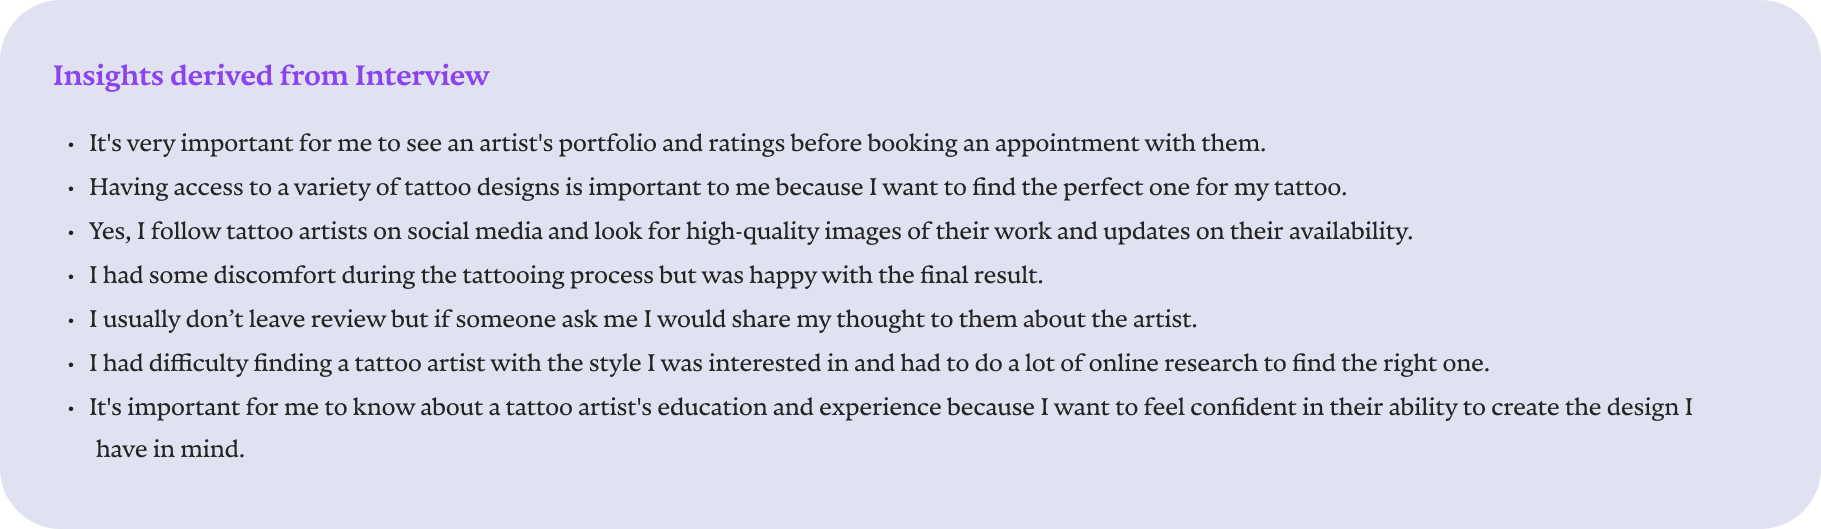 Insights derived from Interview
• It's very important for me to see an artist's portfolio and ratings before booking an appointment with them.
• Having access to a variety of tattoo designs is important to me because I want to find the perfect one for my tattoo.
• Yes, I follow tattoo artists on social media and look for high-quality images of their work and updates on their availability.
• I had some discomfort during the tattooing process but was happy with the final result.
• I usually don’t leave review but if someone ask me I would share my thought to them about the artist.
• I had difficulty finding a tattoo artist with the style I was interested in and had to do a lot of online research to find the right one.
• It's important for me to know about a tattoo artist's education and experience because I want to feel confident in their ability to create the design I
have in mind.